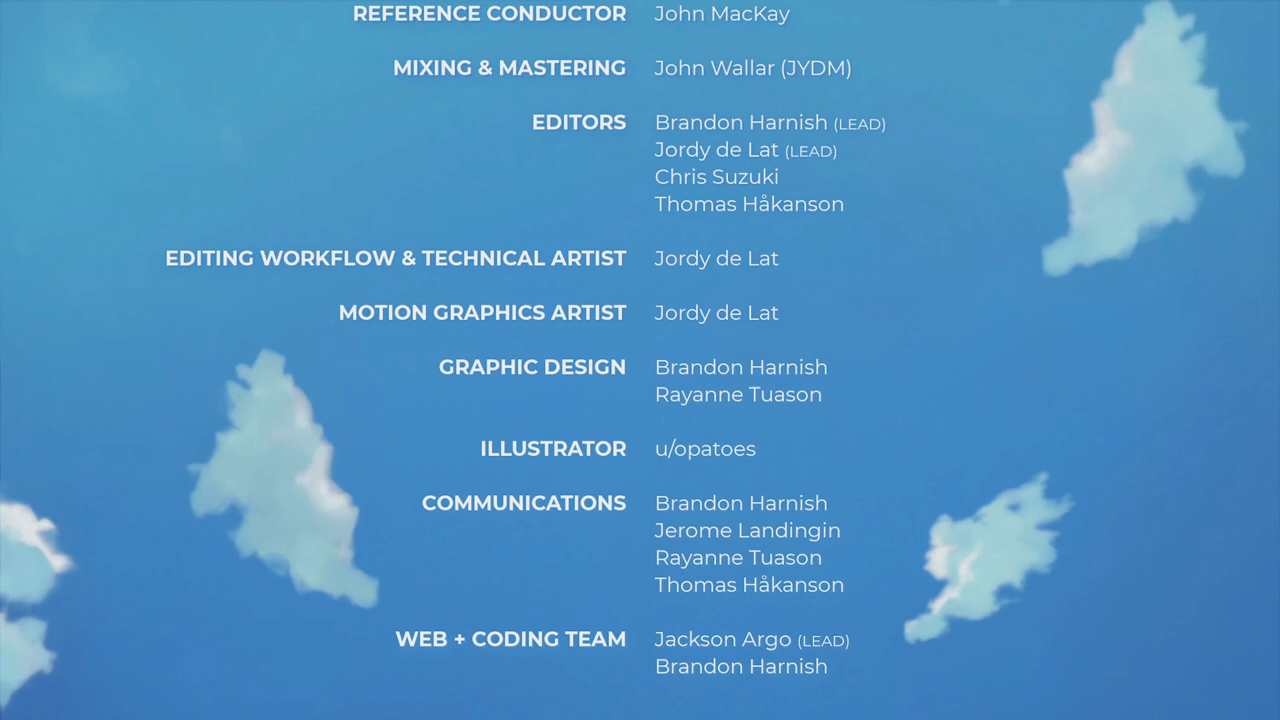 REFERENCE CONDUCTOR John MacKay
MIXING & MASTERING John Wallar (JYDM)
EDITORS Brandon Harnish (LEAD)
Jordy de Lat (LEAD)
Chris Suzuki
Thomas Håkanson
EDITING WORKFLOW & TECHNICAL ARTIST Jordy de Lat
MOTION GRAPHICS ARTIST Jordy de Lat
GRAPHIC DESIGN Brandon Harnish
Rayanne Tuason
ILLUSTRATOR u/opatoes
COMMUNICATIONS Brandon Harnish
Jerome Landingin
Rayanne Tuason
Thomas Håkanson
WEB + CODING TEAM Jackson Argo (LEAD)
Brandon Harnish